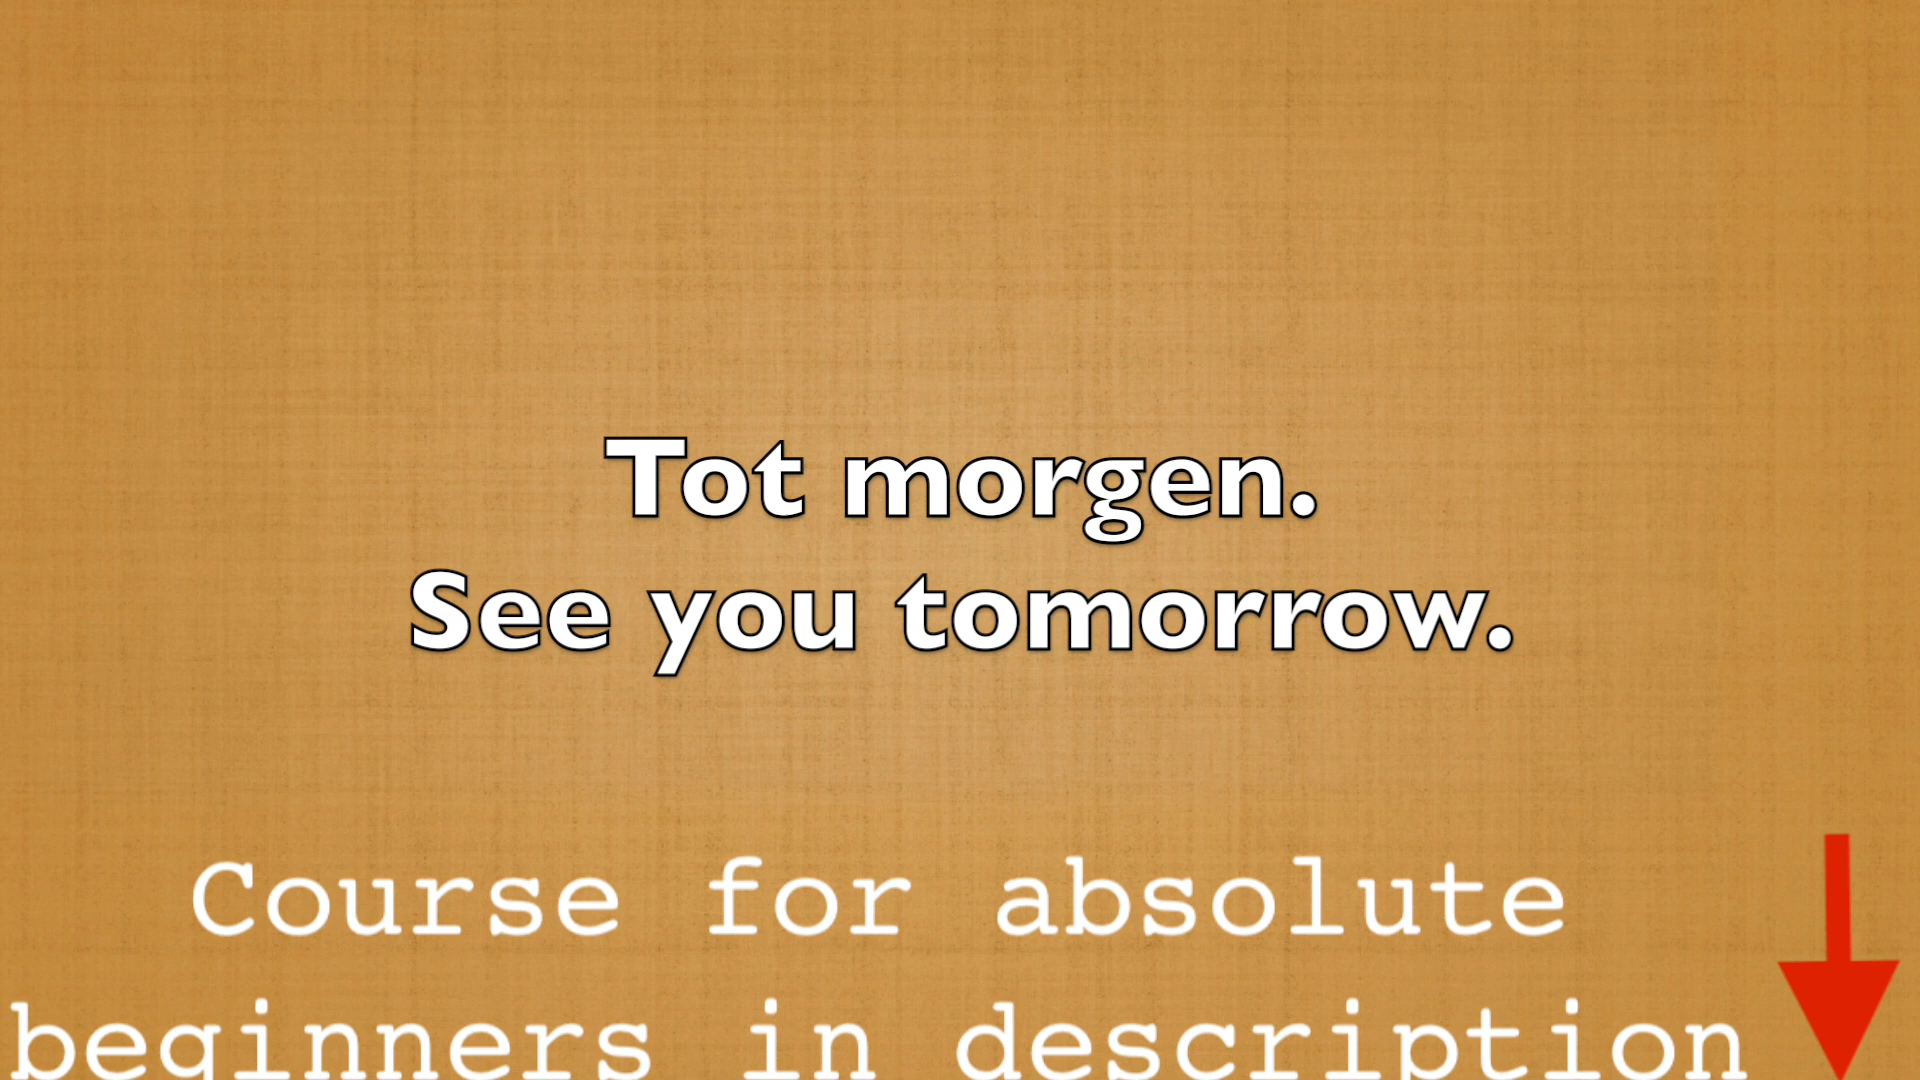 Tot morgen.
See you tomorrow.
Course for absolute
beginners in description